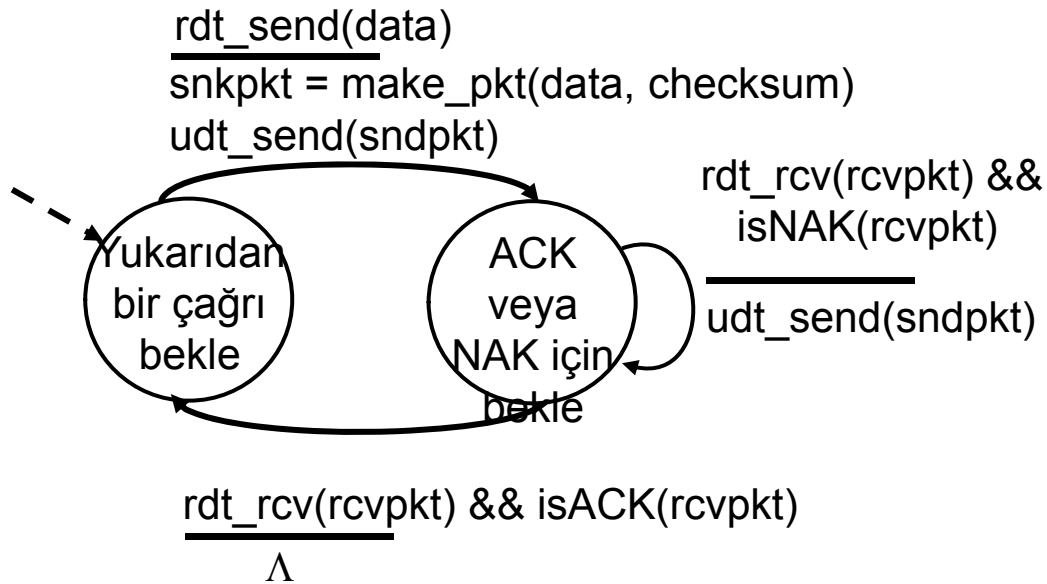 rdt_send(data)
snkpkt = make_pkt(data, checksum)
udt_send(sndpkt)
rdt_rcv(rcvpkt) &&
isNAK(rcvpkt)
udt_send(sndpkt)
Yukarıdan
bir çağrı
bekle
ACK
veya
NAK için
bekle
rdt_rcv(rcvpkt) && isACK(rcvpkt)
Λ